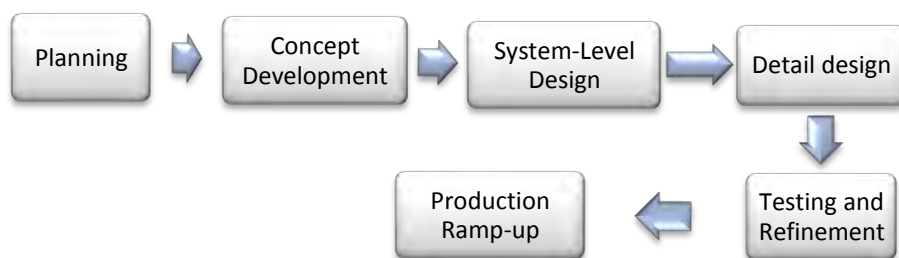 Planning
Concept
Development
System-Level
Design
Detail design
Testing and
Refinement
Production
Ramp-up